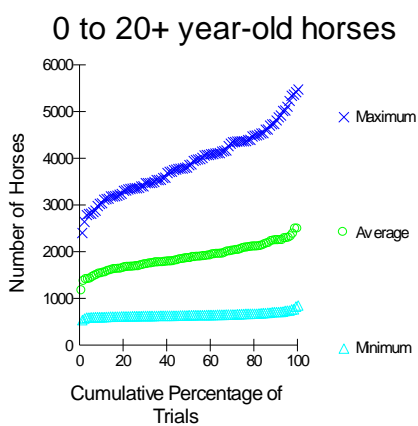 0 to 20+ year-old horses
6000
5000
4000
3000
2000
1000
0
Number of Horses
0 20 40 60 80 100
Cumulative Percentage of
Trials
Maximum
Average
Minimum